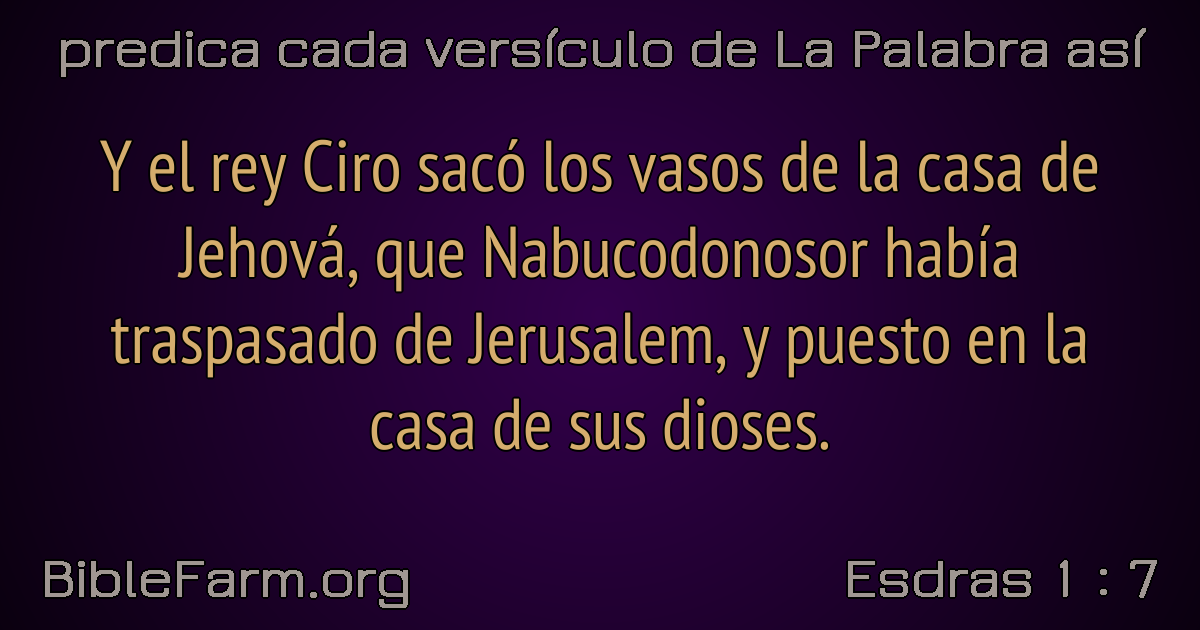 predica cada versículo de La Palabra así
Y el rey Ciro sacó los vasos de la casa de
Jehová, que Nabucodonosor había
traspasado de Jerusalem, y puesto en la
casa de sus dioses.
BibleFarm.org
Esdras 1 : 7